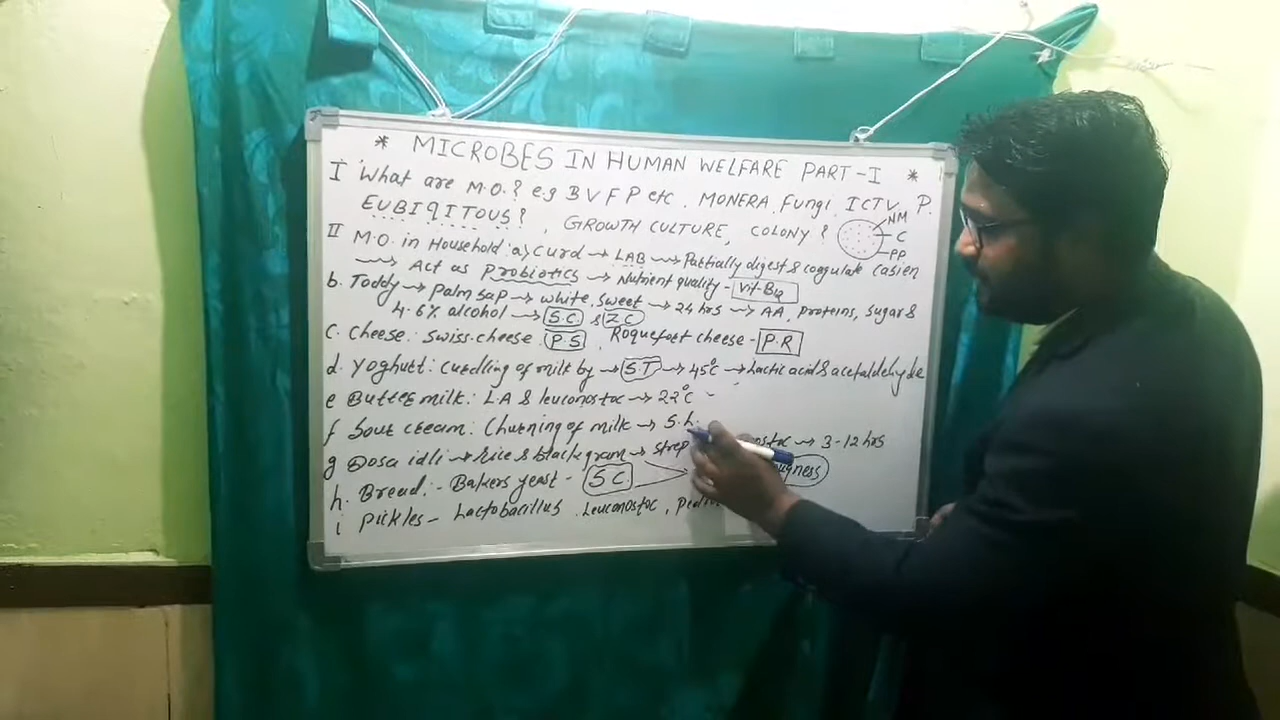 * MICROBES IN HUMAN WELFARE PART-I *
I What are M.O.? e.g B V F P etc. MONERA, Fungi, ICTV, P.
EUBIQITOUS?, GROWTH CULTURE, COLONY?
NM
C
PP
II M.O. in Household: a) Curd → LAB → Partially digest & coagulate casien
→ Act as Probiotics → Nutrient quality - Vit-B12
b. Toddy → Palm sap → white, sweet → 24 hrs → AA, proteins, sugar &
4.6% alcohol → S.C. & Z C
C. Cheese: Swiss cheese P.S, Roquefort cheese - P.R
d. Yoghurt: Curdling of milk by → S.T → 45°C → Lactic acid & acetaldehyde
e Butter milk: L.A & leuconostoc → 22°C -
f Sour cream: Churning of milk → S.h.
g Dosa idli → rice & black gram → strep ostoc → 3-12 hrs
h. Bread: - Bakers yeast - S C.
i Pickles - Lactobacillus, Leuconostoc,